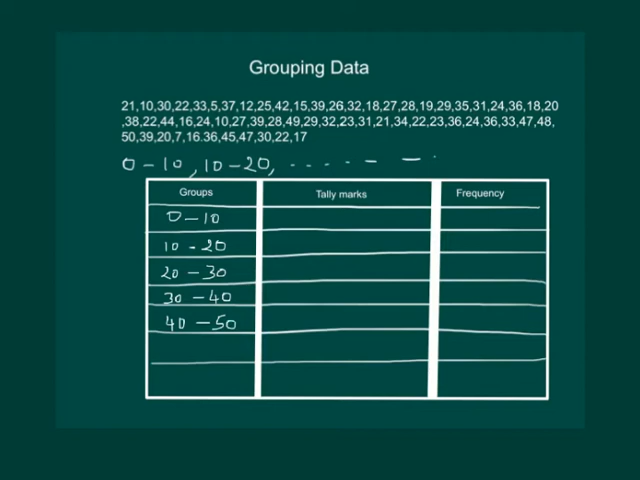 Grouping Data
21,10,30,22,33,5,37,12,25,42,15,39,26,32,18,27,28,19,29,35,31,24,36,18,20
,38,22,44,16,24,10,27,39,28,49,29,32,23,31,21,34,22,23,36,24,36,33,47,48,
50,39,20,7,16.36,45,47,30,22,17
0 - 10 , 10 - 20, ..... - -
Groups Tally marks Frequency
0 - 10
10 - 20
20 - 30
30 - 40
40 - 50